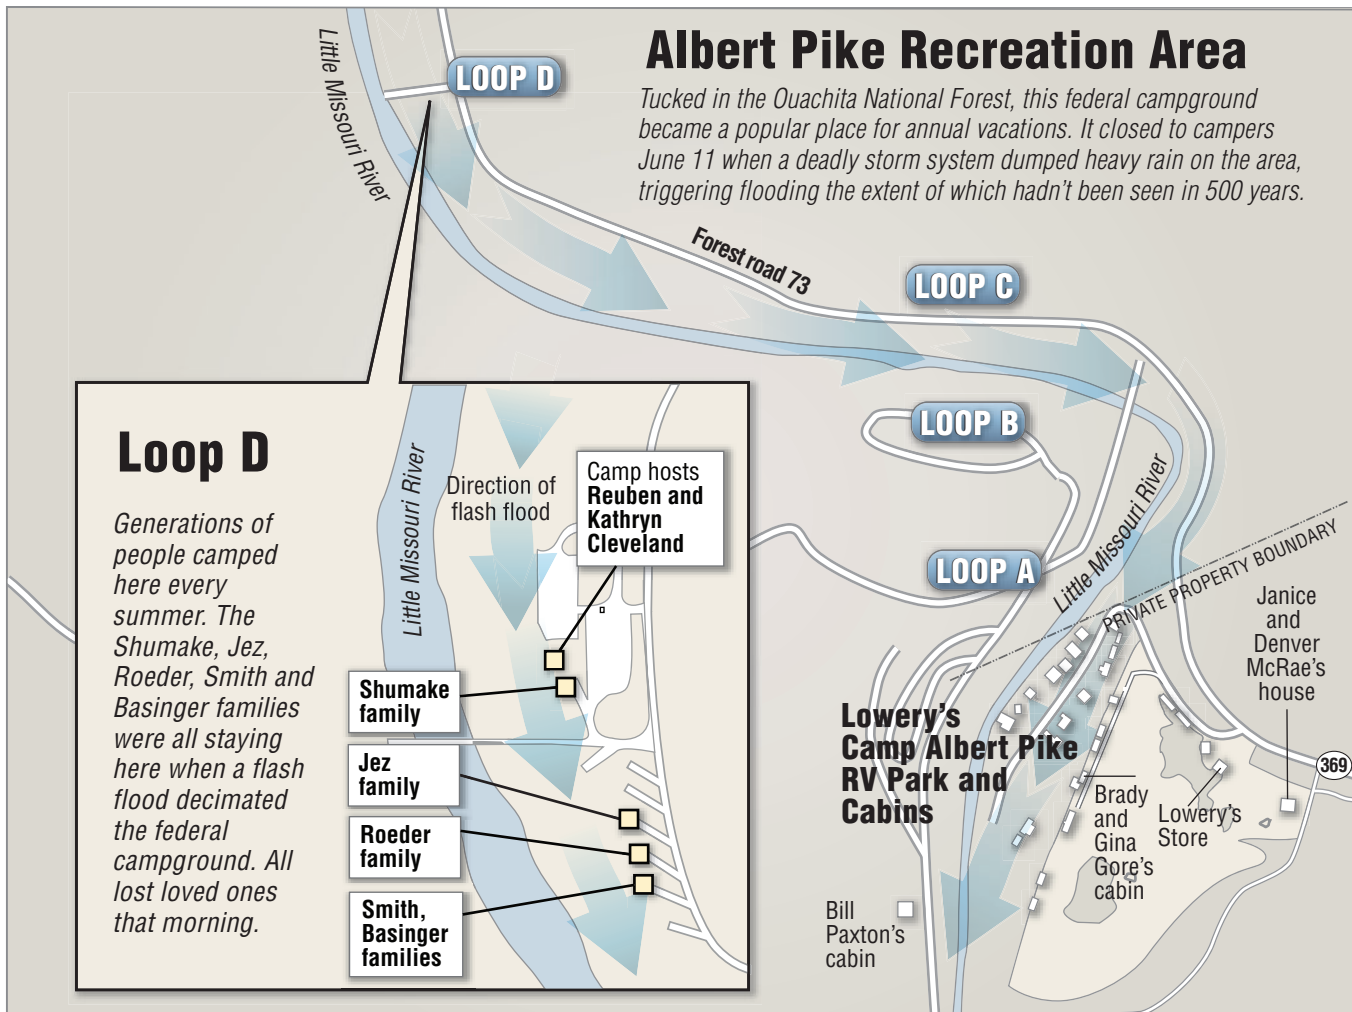 Albert Pike Recreation Area
Tucked in the Ouachita National Forest, this federal campground
became a popular place for annual vacations. It closed to campers
June 11 when a deadly storm system dumped heavy rain on the area,
triggering flooding the extent of which hadn't been seen in 500 years.
LOOP D
Little Missouri River
Forest road 73
LOOP C
LOOP B
LOOP A
Little Missouri River
PRIVATE PROPERTY BOUNDARY
Janice
and
Denver
McRae's
house
369
Lowery's
Camp Albert Pike
RV Park and
Cabins
Brady
and
Gina
Gore's
cabin
Lowery's
Store
Bill
Paxton's
cabin
Loop D
Generations of
people camped
here every
summer. The
Shumake, Jez,
Roeder, Smith and
Basinger families
were all staying
here when a flash
flood decimated
the federal
campground. All
lost loved ones
that morning.
Little Missouri River
Direction of
flash flood
Camp hosts
Reuben and
Kathryn
Cleveland
Shumake
family
Jez
family
Roeder
family
Smith,
Basinger
families